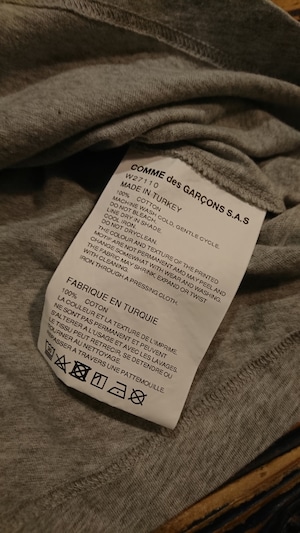 COMME des GARÇONS S.A.S
W27110
MADE IN TURKEY
100% COTTON
MACHINE WASH COLD, GENTLE CYCLE.
DO NOT BLEACH.
LINE DRY IN SHADE.
COOL IRON.
DO NOT DRYCLEAN.
THE COLOUR AND TEXTURE OF THE PRINTED
MOTIF ARE NOT PERMANENT AND MAY PEEL AND
CHANGE SOMEWHAT WITH WEAR AND WASHING.
THE FABRIC MAY SHRINK, EXPAND OR TWIST
WITH CLEANING.
IRON THROUGH A PRESSING CLOTH.
FABRIQUE EN TURQUIE
100% COTON
LA COULEUR ET LA TEXTURE DE L'IMPRIME,
NE SONT PAS PERMANENT ET PEUVENT
S'ALTERER A L'USAGE ET AVEC LES LAVAGES.
LE TISSU PEUT RETRECIR, SE DETENDRE OU
TOURNER AU NETTOYAGE.
REPASSER A TRAVERS UNE PATTEMOUILLE.